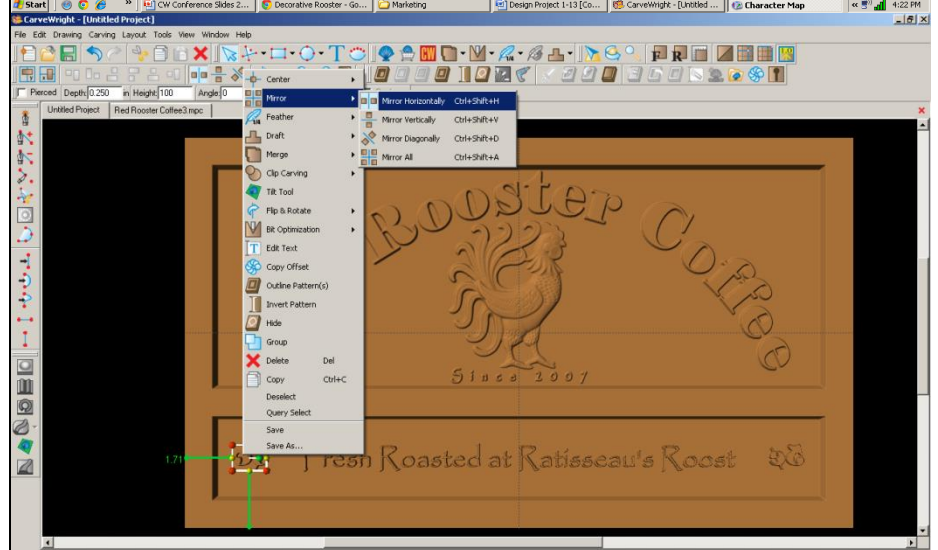 Start » CW Conference Slides 2... Decorative Rooster - Go... Marketing Design Project 1-13 [Co... CarveWright - [Untitled ... Character Map « 4:22 PM
CarveWright - [Untitled Project]
File Edit Drawing Carving Layout Tools View Window Help
Pierced Depth: 0.250 in Height: 100 Angle: 0
Untitled Project Red Rooster Coffee3.mpc
Center
Mirror
Feather
Draft
Merge
Clip Carving
Tilt Tool
Flip & Rotate
Bit Optimization
Edit Text
Copy Offset
Outline Pattern(s)
Invert Pattern
Hide
Group
Delete Del
Copy Ctrl+C
Deselect
Query Select
Save
Save As...
Mirror Horizontally Ctrl+Shift+H
Mirror Vertically Ctrl+Shift+V
Mirror Diagonally Ctrl+Shift+D
Mirror All Ctrl+Shift+A
Rooster Coffee
Since 2007
1.71
Fresh Roasted at Ratisseau's Roost